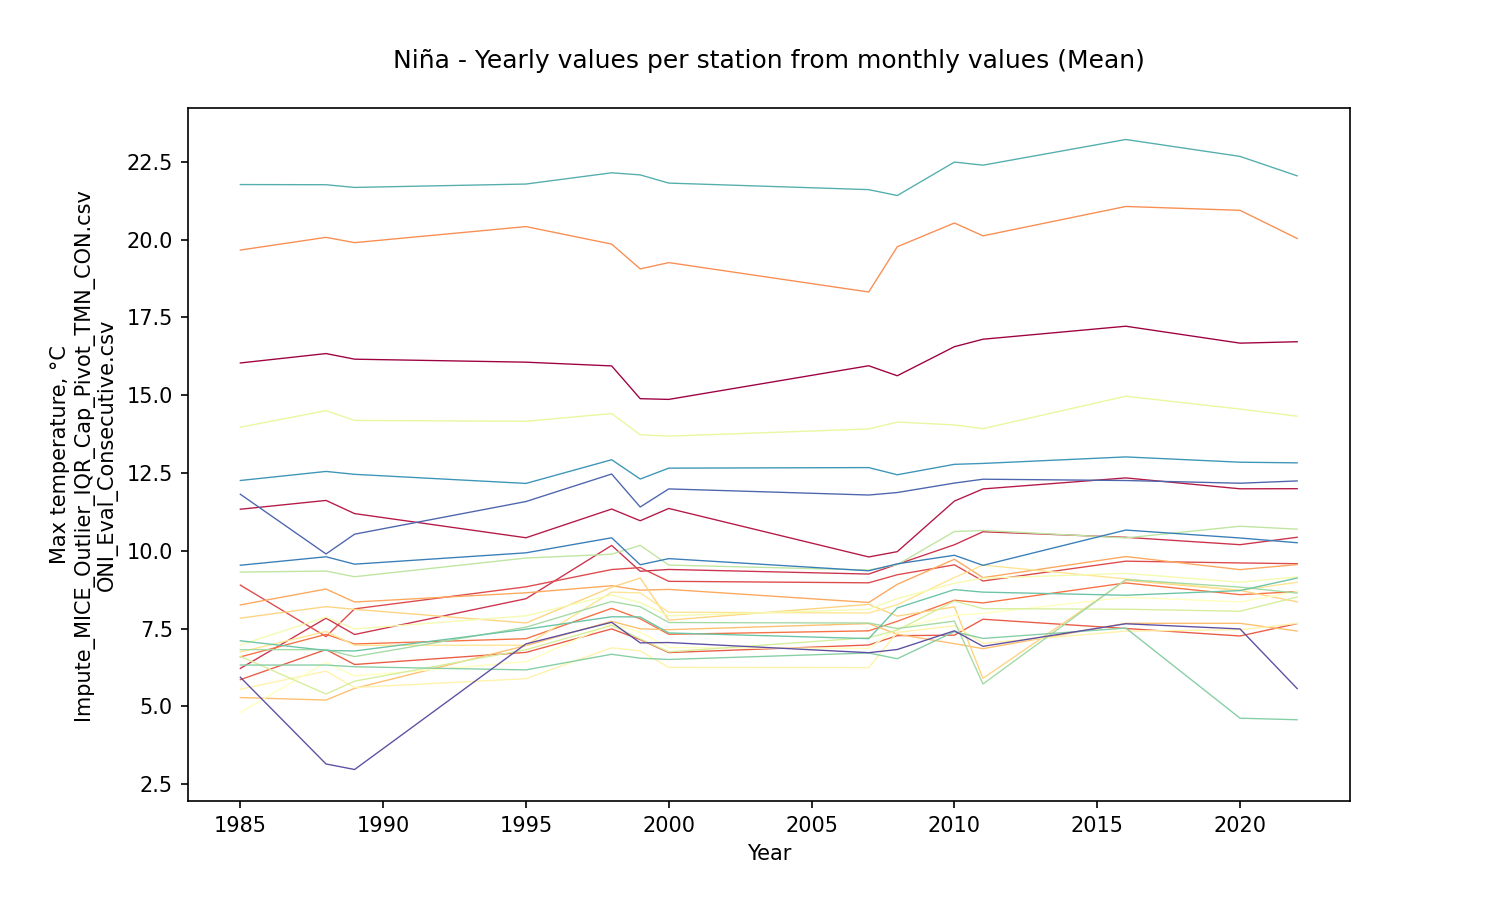 Niña - Yearly values per station from monthly values (Mean)
Max temperature, °C
Impute_MICE_Outlier_IQR_Cap_Pivot_TMN_CON.csv
ONI_Eval_Consecutive.csv
22.5
20.0
17.5
15.0
12.5
10.0
7.5
5.0
2.5
1985 1990 1995 2000 2005 2010 2015 2020
Year